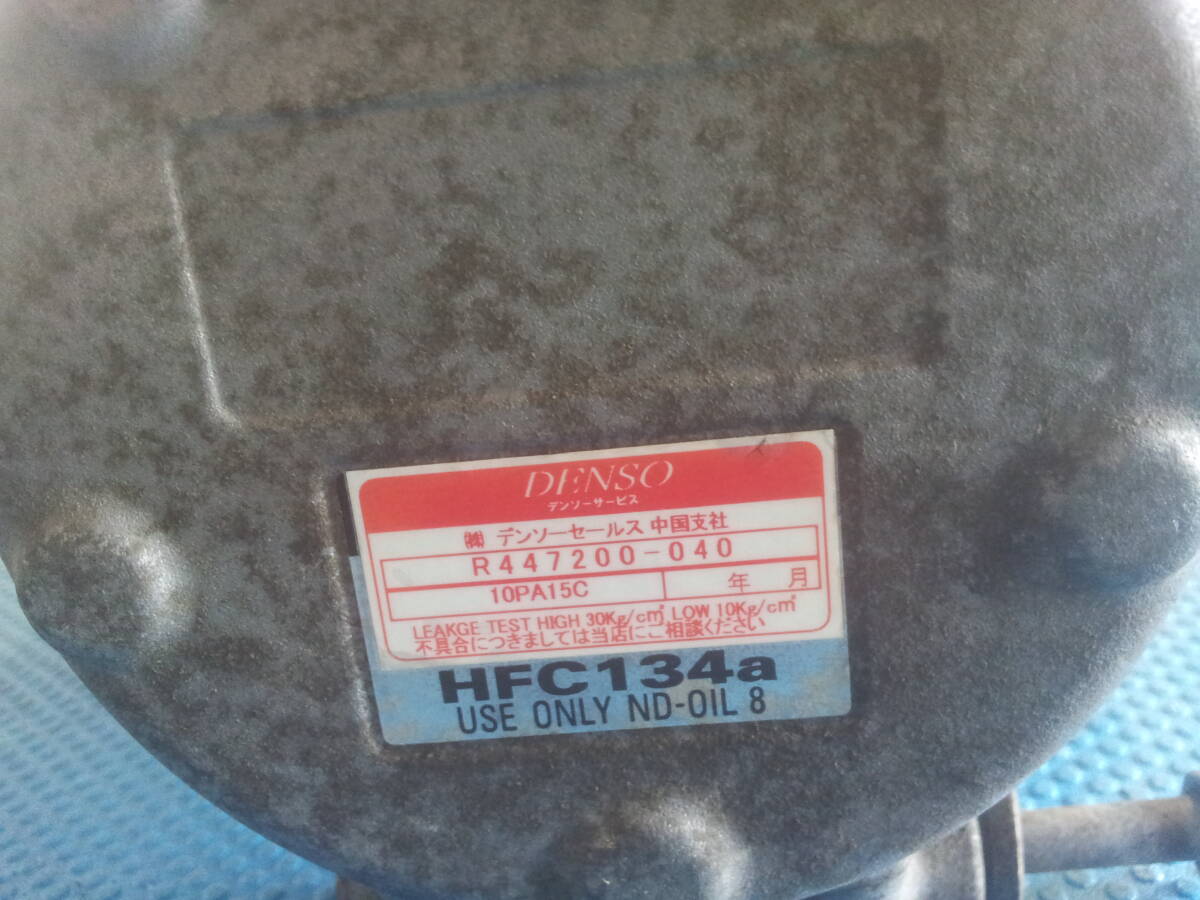 DENSO
デンソーサービス
㈱ デンソーセールス 中国支社
R447200-040
10PA15C 年 月
LEAKGE TEST HIGH 30Kg/c㎡ LOW 10Kg/c㎡
不具合につきましては当店にご相談ください
HFC134a
USE ONLY ND-OIL 8